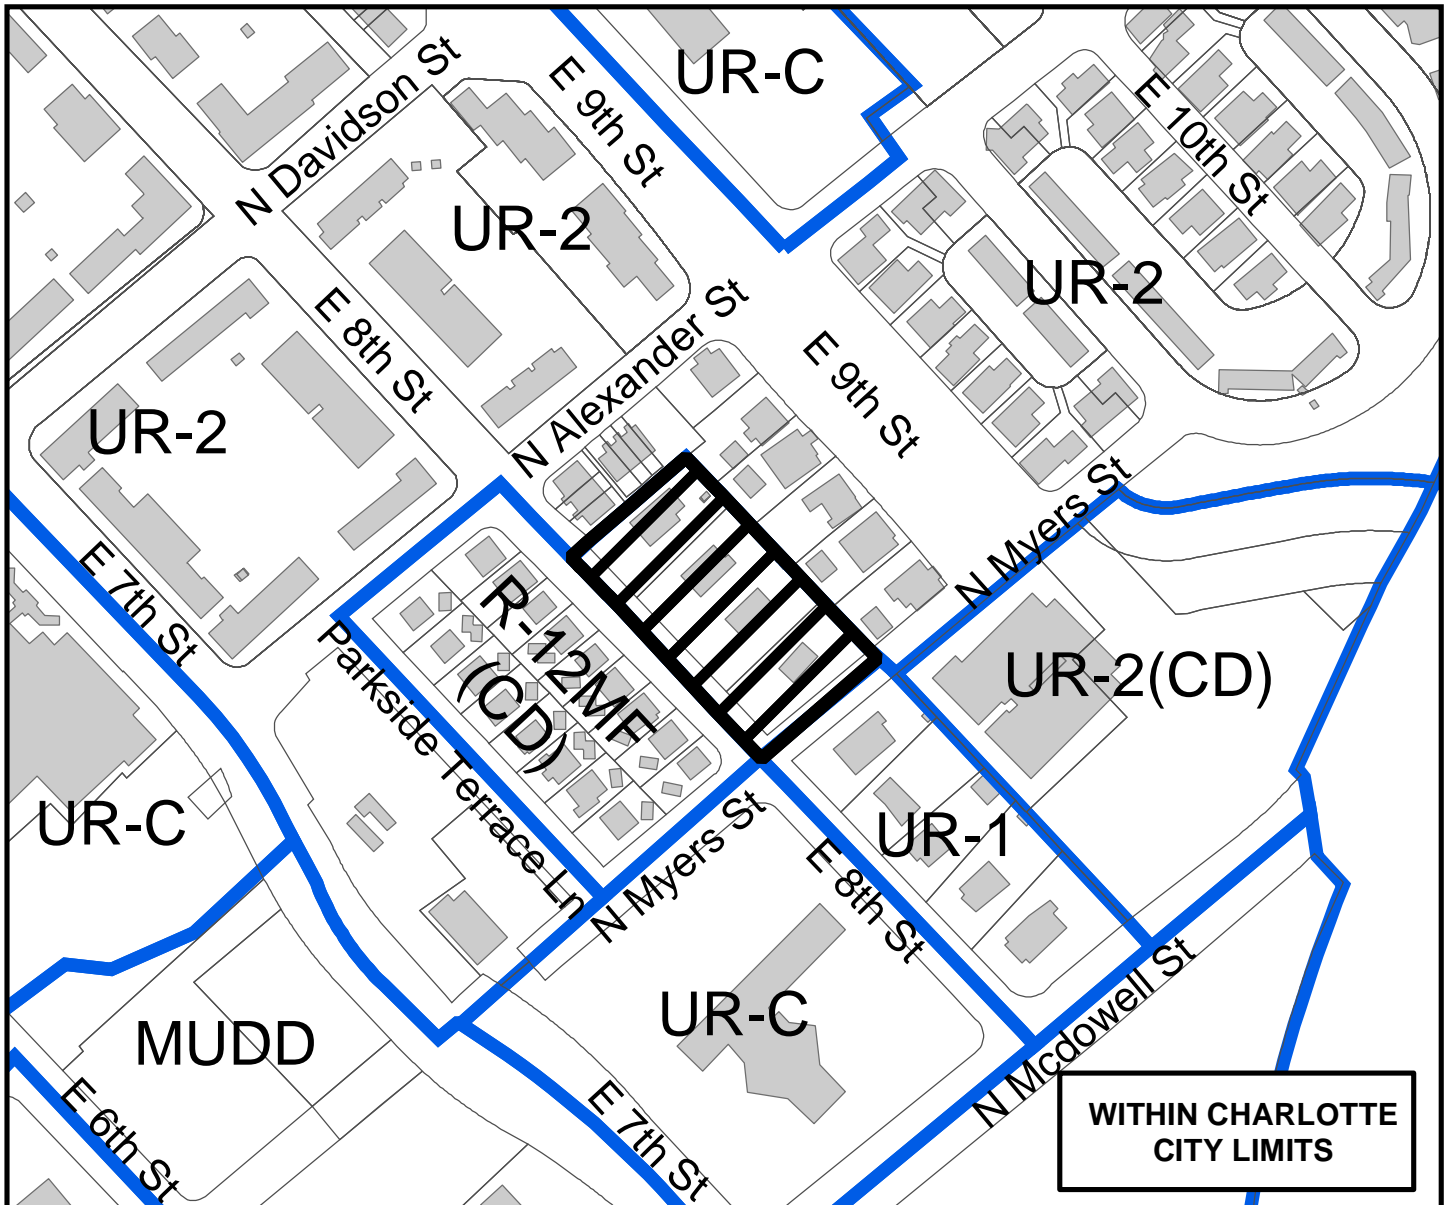 UR-C
N Davidson St
E 9th St
E 10th St
UR-2
UR-2
E 8th St
N Alexander St
E 9th St
UR-2
N Myers St
E 7th St
R-12MF
(CD)
Parkside Terrace Ln
UR-2(CD)
UR-C
UR-1
N Myers St
E 8th St
UR-C
MUDD
N Mcdowell St
E 6th St
E 7th St
WITHIN CHARLOTTE
CITY LIMITS